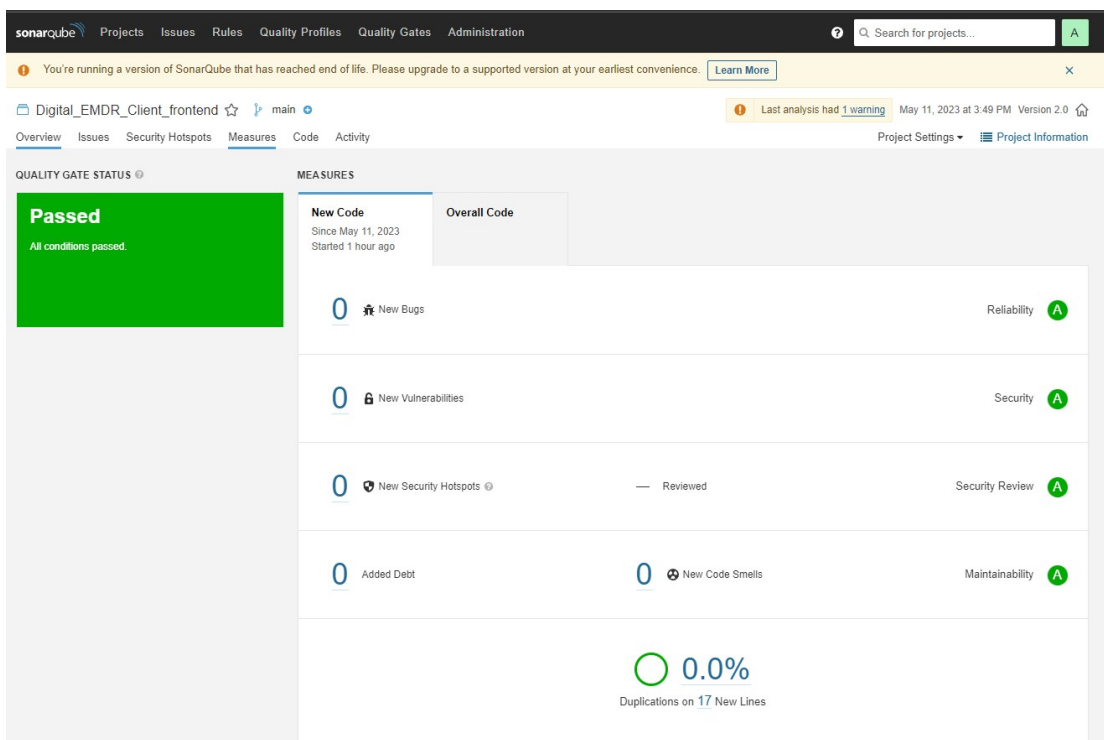 sonarqube Projects Issues Rules Quality Profiles Quality Gates Administration ? Search for projects... A
You're running a version of SonarQube that has reached end of life. Please upgrade to a supported version at your earliest convenience. Learn More
Digital_EMDR_Client_frontend main Last analysis had 1 warning May 11, 2023 at 3:49 PM Version 2.0
Overview Issues Security Hotspots Measures Code Activity Project Settings Project Information
QUALITY GATE STATUS MEASURES
Passed
All conditions passed.
New Code Overall Code
Since May 11, 2023
Started 1 hour ago
0 New Bugs Reliability A
0 New Vulnerabilities Security A
0 New Security Hotspots — Reviewed Security Review A
0 Added Debt 0 New Code Smells Maintainability A
0.0%
Duplications on 17 New Lines